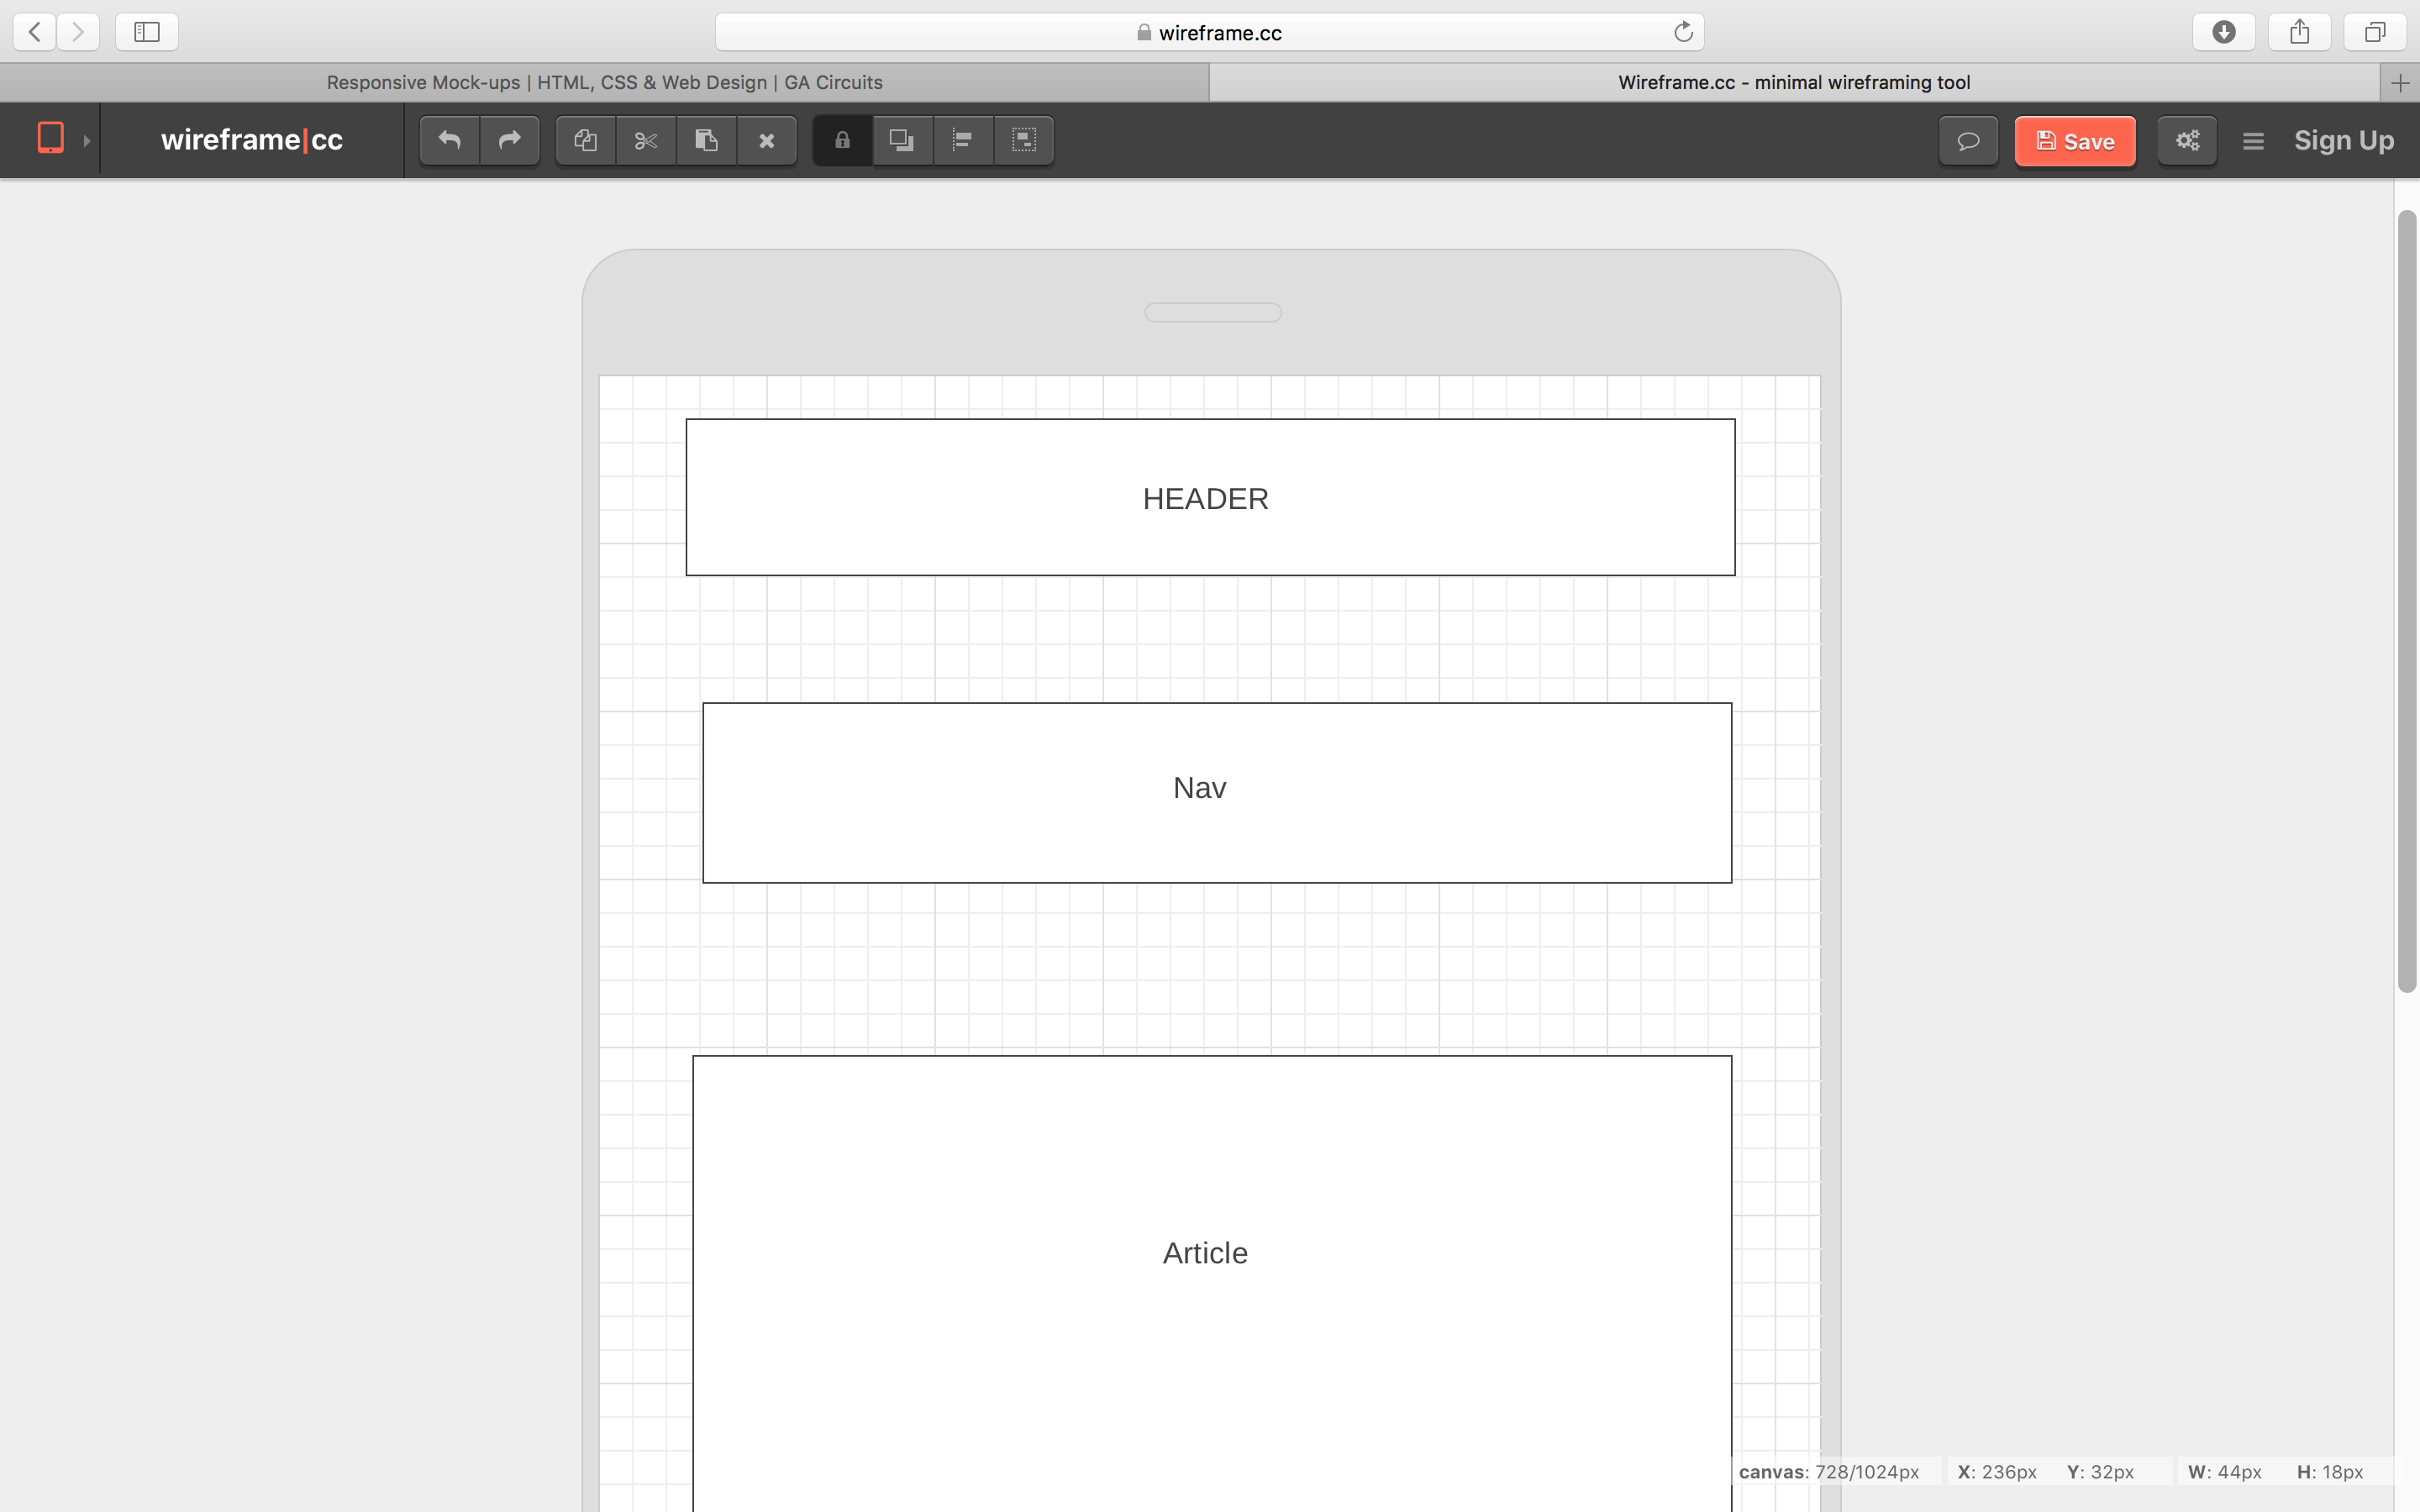 wireframe.cc
Responsive Mock-ups | HTML, CSS & Web Design | GA Circuits
Wireframe.cc - minimal wireframing tool
wireframe|cc
Save
Sign Up
HEADER
Nav
Article
canvas: 728/1024px X: 236px Y: 32px W: 44px H: 18px